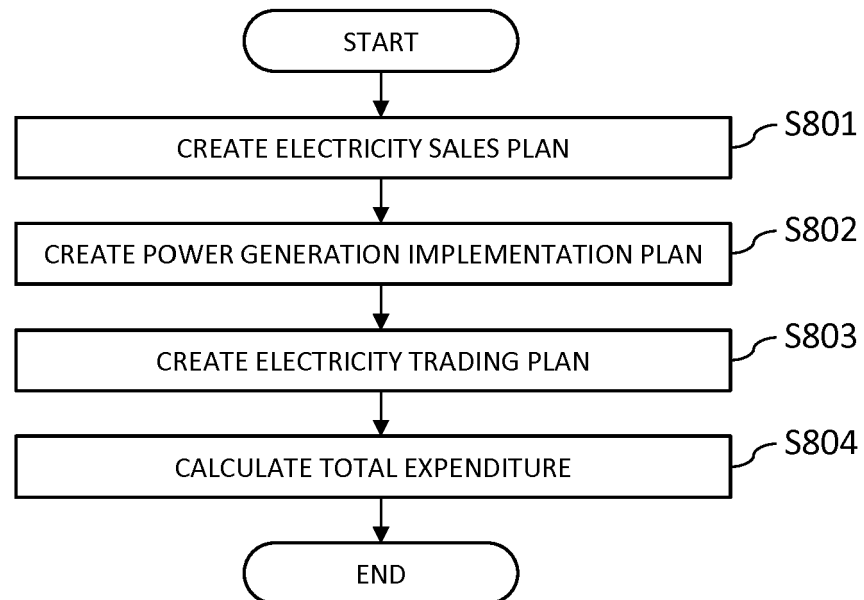 START
CREATE ELECTRICITY SALES PLAN
S801
CREATE POWER GENERATION IMPLEMENTATION PLAN
S802
CREATE ELECTRICITY TRADING PLAN
S803
CALCULATE TOTAL EXPENDITURE
S804
END